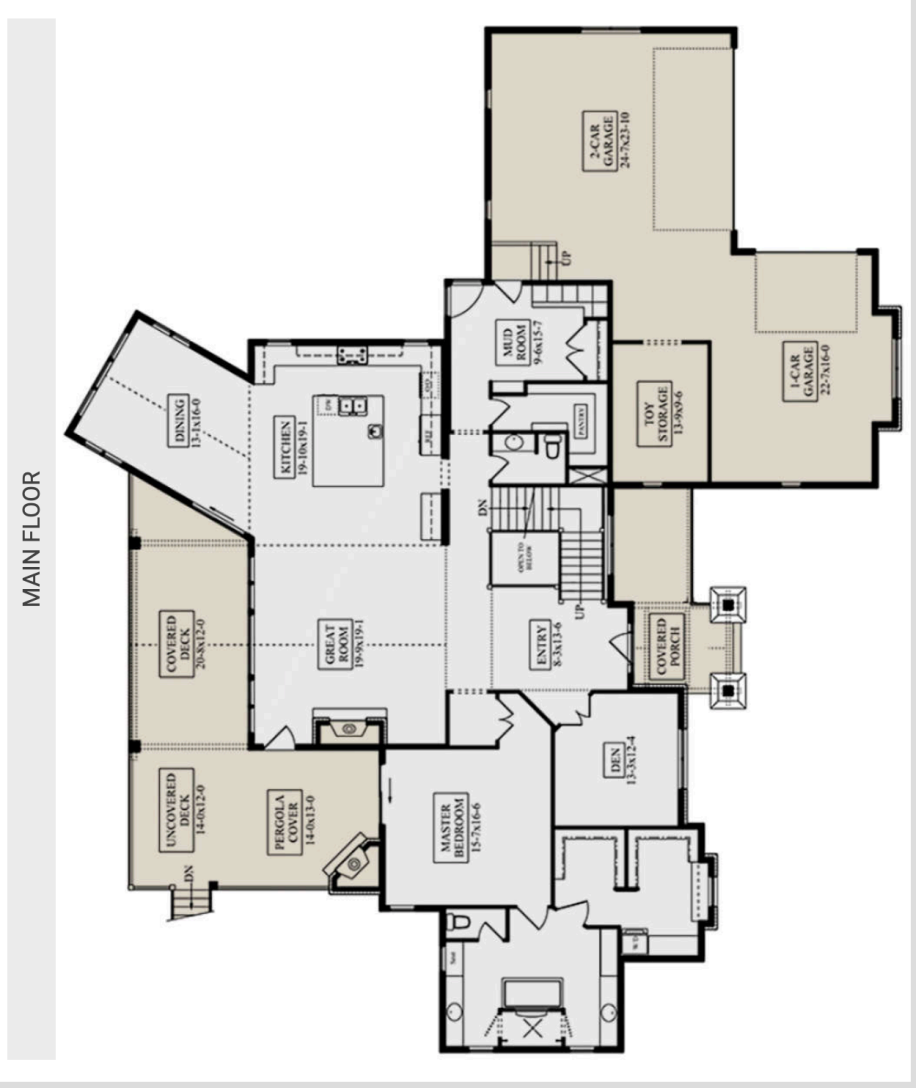 MAIN FLOOR
2-CAR
GARAGE
24-7x23-10
UP
MUD
ROOM
9-6x15-7
1-CAR
GARAGE
22-7x16-0
TOY
STORAGE
13-9x9-6
PANTRY
DINING
13-1x16-0
KITCHEN
19-10x19-1
DW
REF
DN
OPEN TO
BELOW
UP
ENTRY
8-3x13-6
COVERED
PORCH
GREAT
ROOM
19-9x19-1
COVERED
DECK
20-8x12-0
UNCOVERED
DECK
14-0x12-0
PERGOLA
COVER
14-0x13-0
DN
MASTER
BEDROOM
15-7x16-6
DEN
13-3x12-4
W/D
Seat